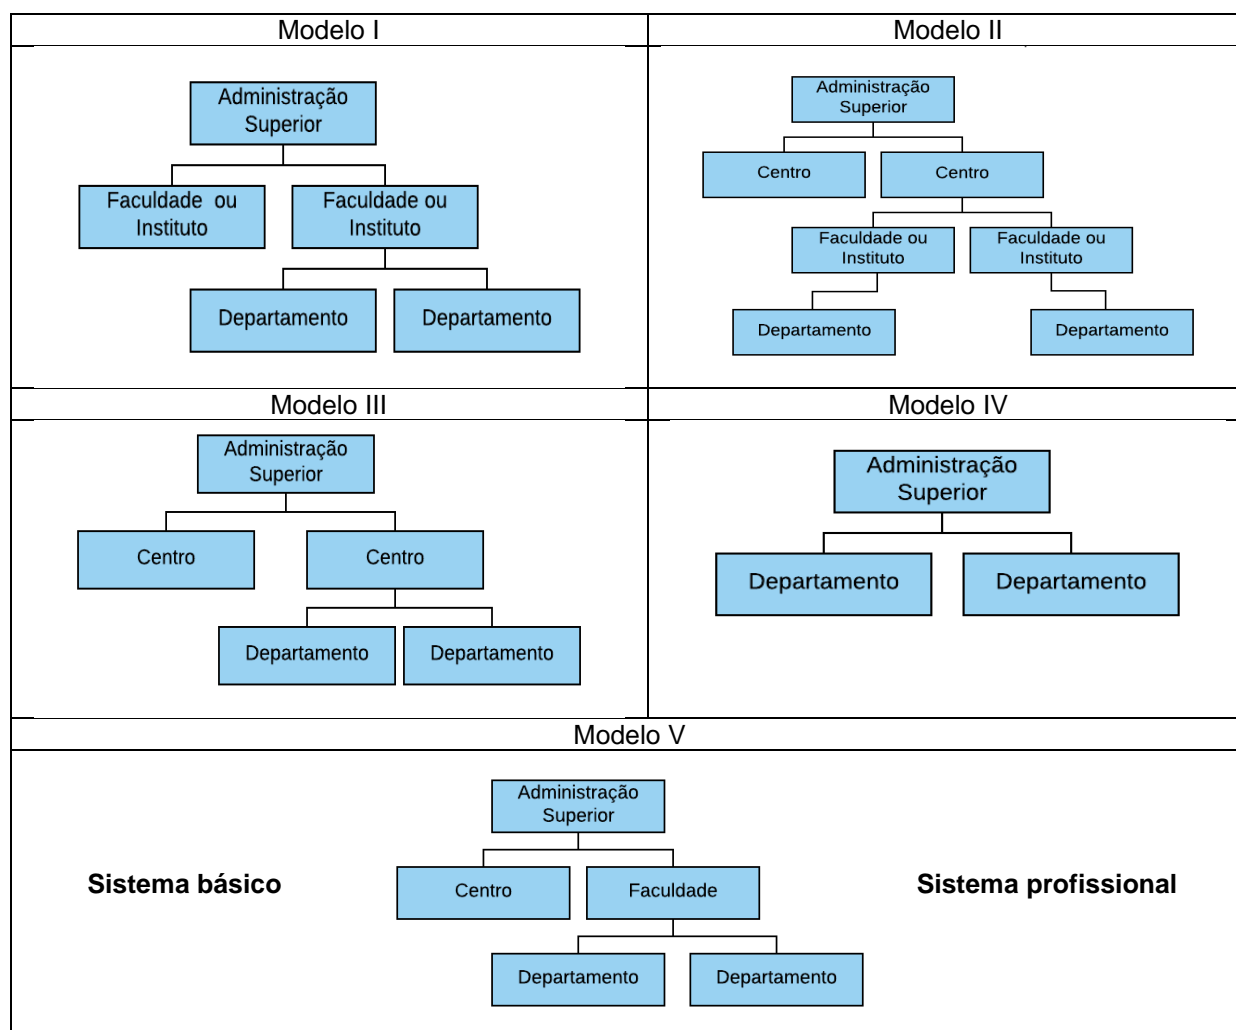 Modelo I
Modelo II
Administração
Superior
Faculdade ou
Instituto
Faculdade ou
Instituto
Departamento
Departamento
Administração
Superior
Centro
Centro
Faculdade ou
Instituto
Faculdade ou
Instituto
Departamento
Departamento
Modelo III
Modelo IV
Administração
Superior
Centro
Centro
Departamento
Departamento
Administração
Superior
Departamento
Departamento
Modelo V
Administração
Superior
Sistema básico
Centro
Faculdade
Sistema profissional
Departamento
Departamento